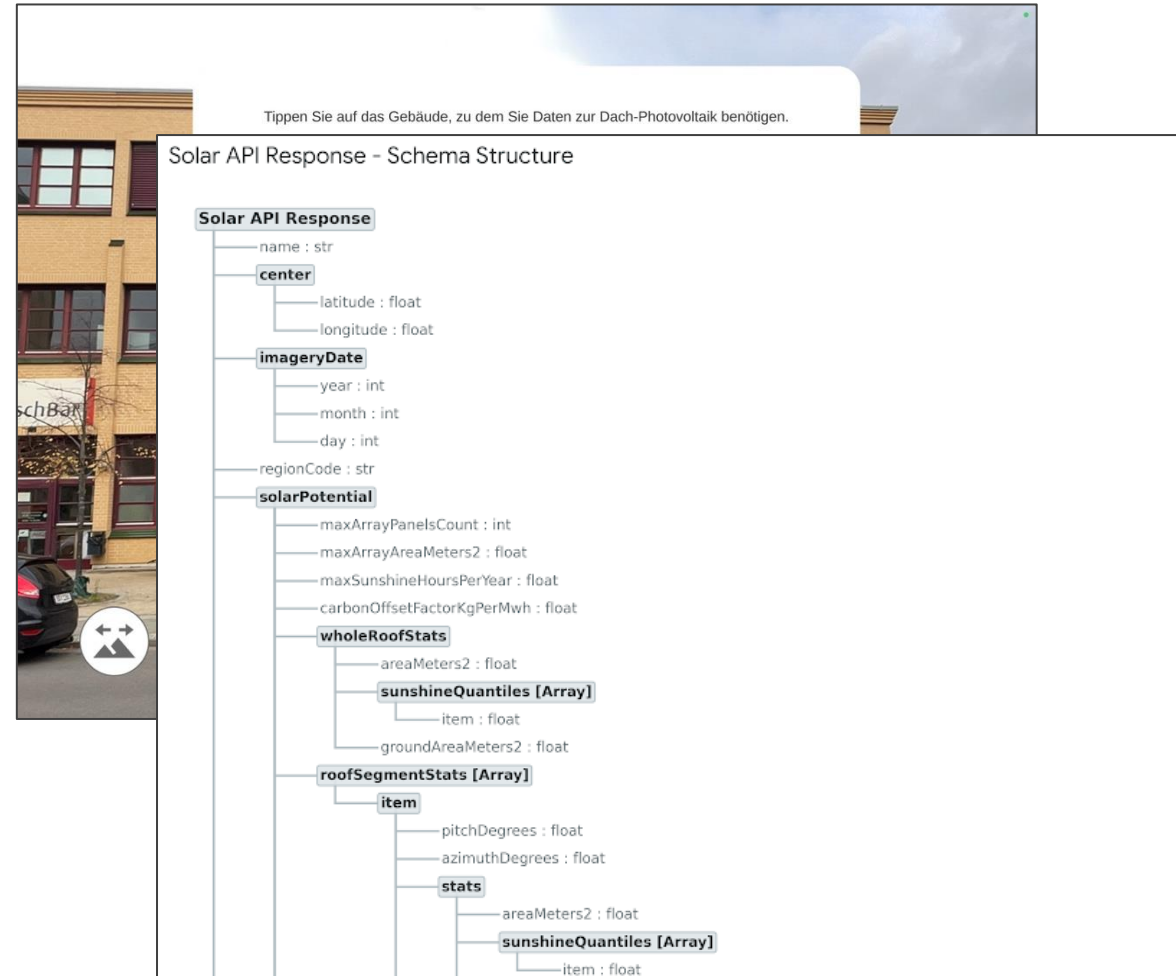 Tippen Sie auf das Gebäude, zu dem Sie Daten zur Dach-Photovoltaik benötigen.
Solar API Response - Schema Structure
Solar API Response
name : str
center
latitude : float
longitude : float
imageryDate
year : int
month : int
day : int
regionCode : str
solarPotential
maxArrayPanelsCount : int
maxArrayAreaMeters2 : float
maxSunshineHoursPerYear : float
carbonOffsetFactorKgPerMwh : float
wholeRoofStats
areaMeters2 : float
sunshineQuantiles [Array]
item : float
groundAreaMeters2 : float
roofSegmentStats [Array]
item
pitchDegrees : float
azimuthDegrees : float
stats
areaMeters2 : float
sunshineQuantiles [Array]
item : float
schBar